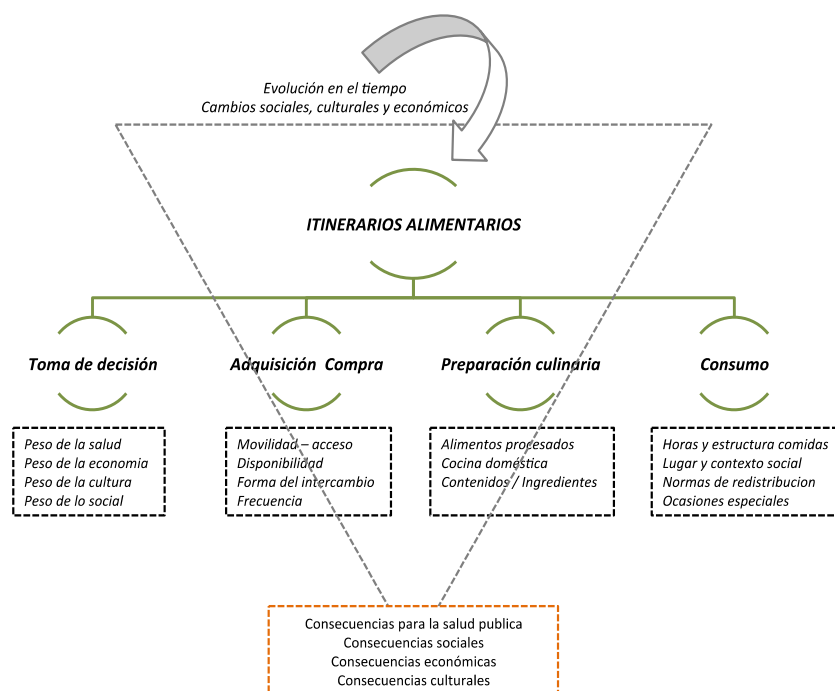 Evolución en el tiempo
Cambios sociales, culturales y económicos
ITINERARIOS ALIMENTARIOS
Toma de decisión
Adquisición Compra
Preparación culinaria
Consumo
Peso de la salud
Peso de la economia
Peso de la cultura
Peso de lo social
Movilidad – acceso
Disponibilidad
Forma del intercambio
Frecuencia
Alimentos procesados
Cocina doméstica
Contenidos / Ingredientes
Horas y estructura comidas
Lugar y contexto social
Normas de redistribucion
Ocasiones especiales
Consecuencias para la salud publica
Consecuencias sociales
Consecuencias económicas
Consecuencias culturales